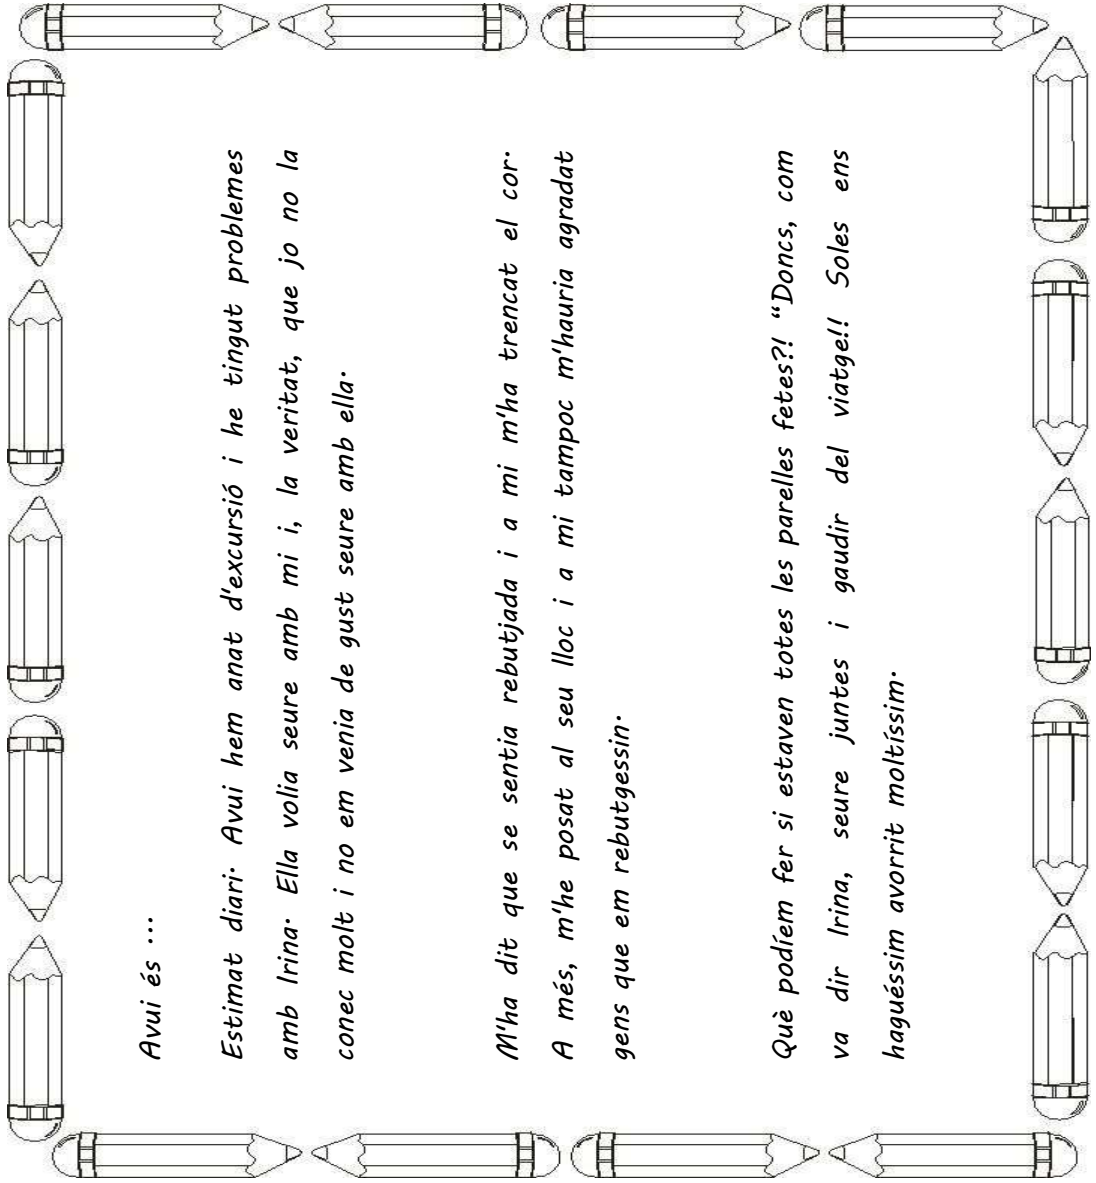 Avui és ...
Estimat diari. Avui hem anat d'excursió i he tingut problemes
amb Irina. Ella volia seure amb mi i, la veritat, que jo no la
conec molt i no em venia de gust seure amb ella.
M'ha dit que se sentia rebutjada i a mi m'ha trencat el cor.
A més, m'he posat al seu lloc i a mi tampoc m'hauria agradat
gens que em rebutgessin.
Què podíem fer si estaven totes les parelles fetes?! “Doncs, com
va dir Irina, seure juntes i gaudir del viatge!! Soles ens
haguéssim avorrit moltíssim.